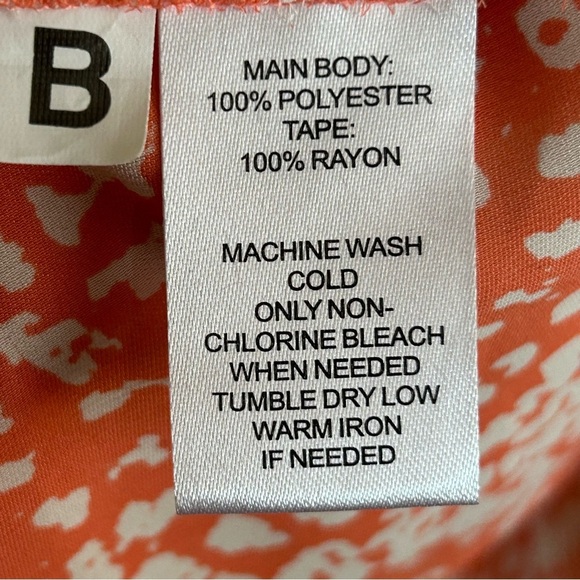 B
MAIN BODY:
100% POLYESTER
TAPE:
100% RAYON
MACHINE WASH
COLD
ONLY NON-
CHLORINE BLEACH
WHEN NEEDED
TUMBLE DRY LOW
WARM IRON
IF NEEDED